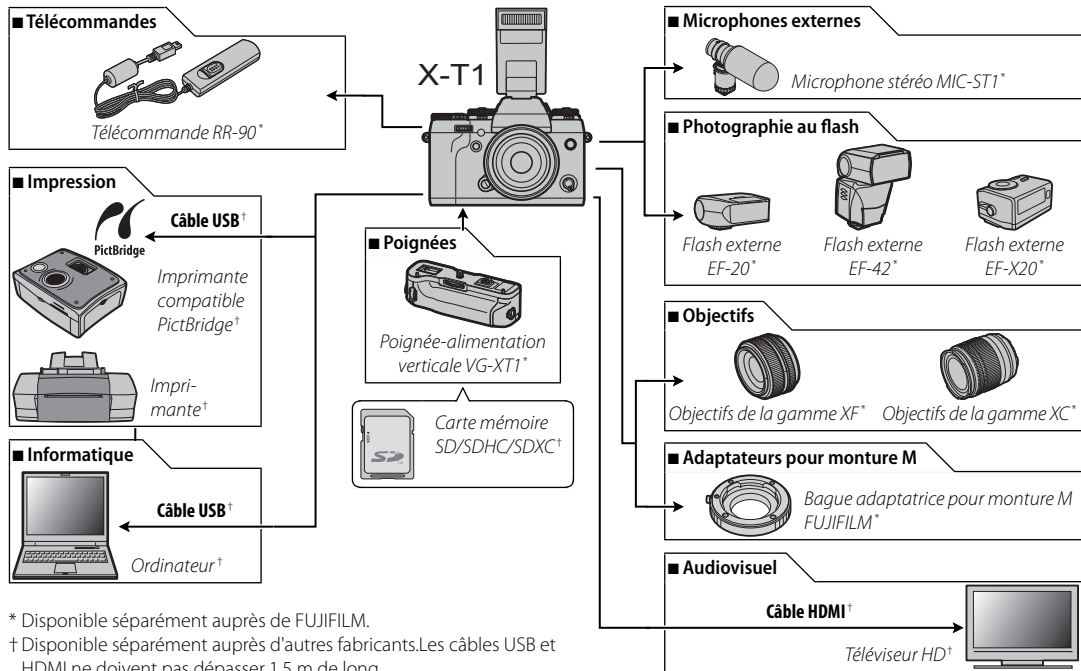 ■ Télécommandes
Télécommande RR-90*
X-T1
■ Microphones externes
Microphone stéréo MIC-ST1*
■ Photographie au flash
Flash externe
EF-20*
Flash externe
EF-42*
Flash externe
EF-X20*
■ Impression
Câble USB†
PictBridge
Imprimante
compatible
PictBridge†
Impri-
mante†
■ Poignées
Poignée-alimentation
verticale VG-XT1*
Carte mémoire
SD/SDHC/SDXC†
SD
■ Objectifs
Objectifs de la gamme XF*
Objectifs de la gamme XC*
■ Informatique
Câble USB†
Ordinateur†
■ Adaptateurs pour monture M
Bague adaptatrice pour monture M
FUJIFILM*
■ Audiovisuel
Câble HDMI†
Téléviseur HD†
* Disponible séparément auprès de FUJIFILM.
† Disponible séparément auprès d'autres fabricants.Les câbles USB et
HDMI ne doivent pas dépasser 1,5 m de long.